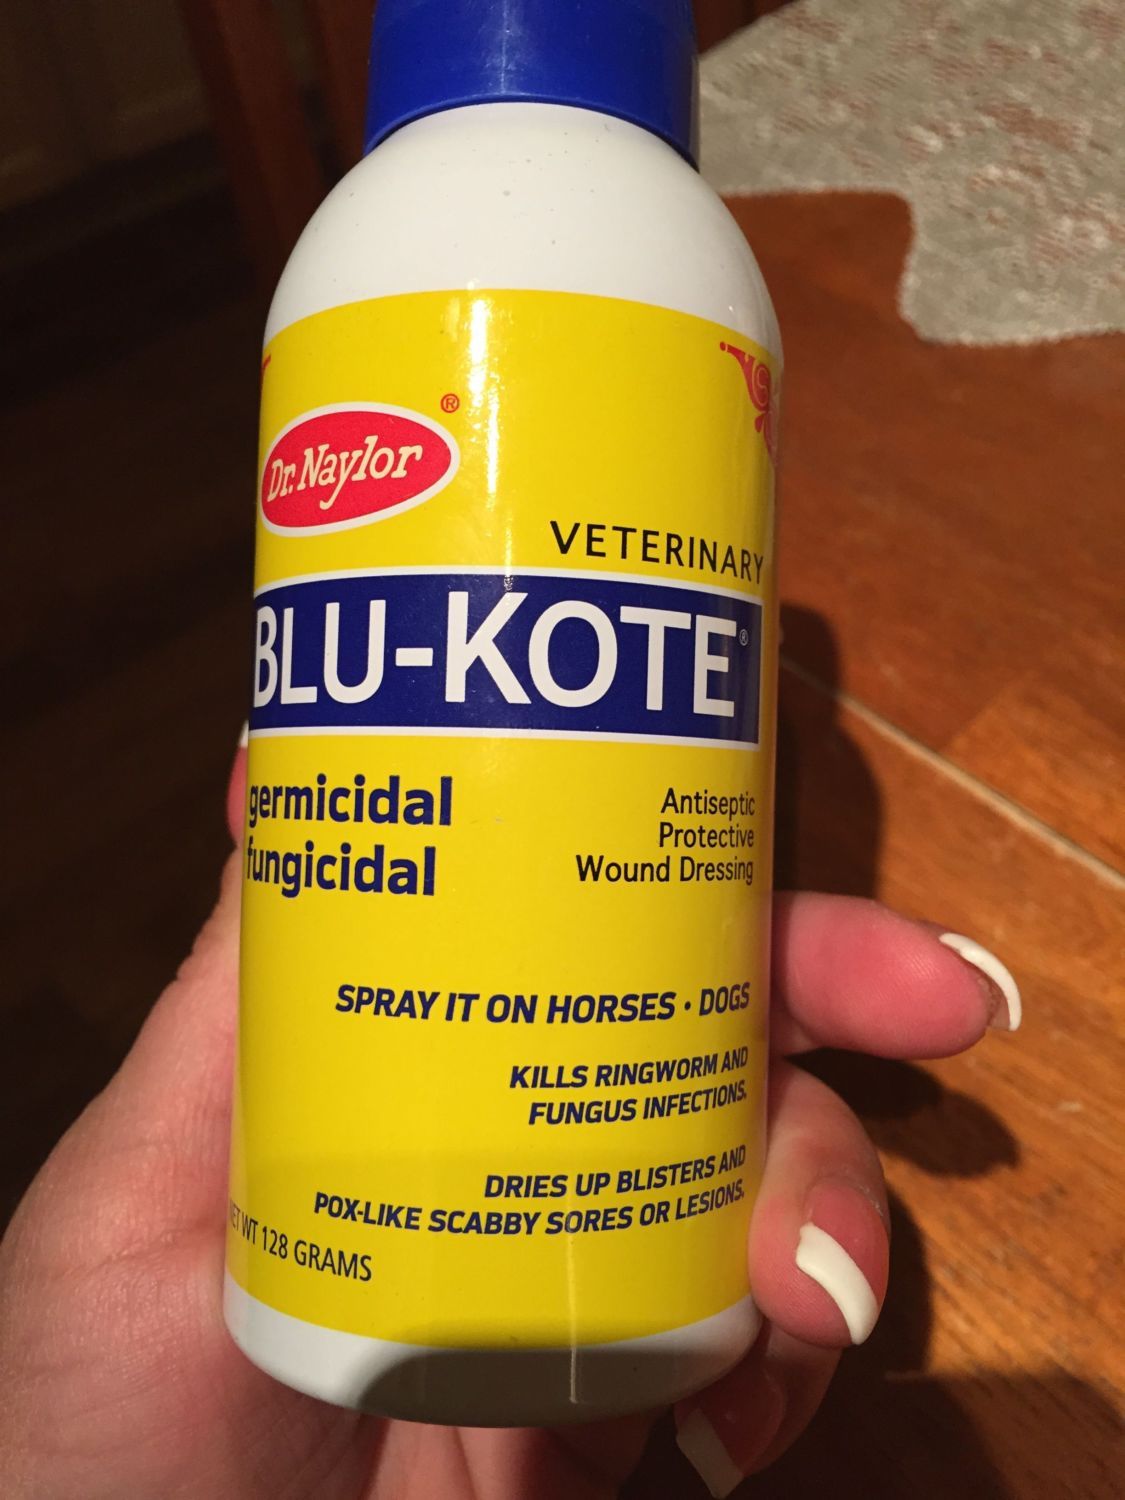 Dr. Naylor®
VETERINARY
BLU-KOTE®
germicidal
fungicidal
Antiseptic
Protective
Wound Dressing
SPRAY IT ON HORSES · DOGS
KILLS RINGWORM AND
FUNGUS INFECTIONS.
DRIES UP BLISTERS AND
POX-LIKE SCABBY SORES OR LESIONS.
NET WT 128 GRAMS